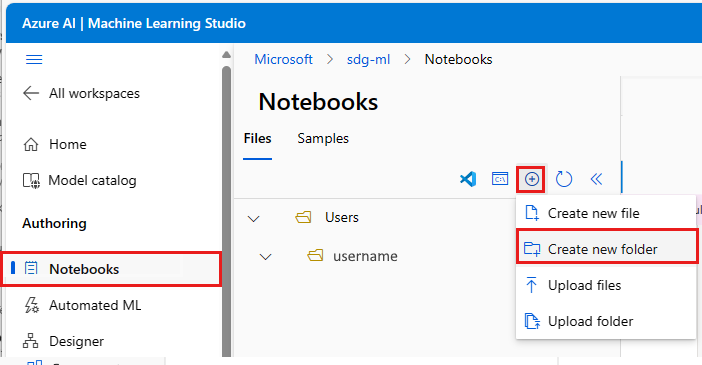 Azure AI | Machine Learning Studio
Microsoft > sdg-ml > Notebooks
All workspaces
Notebooks
Home
Files Samples
Model catalog
Authoring
Users
Create new file
Notebooks
username
Create new folder
Automated ML
Upload files
Designer
Upload folder